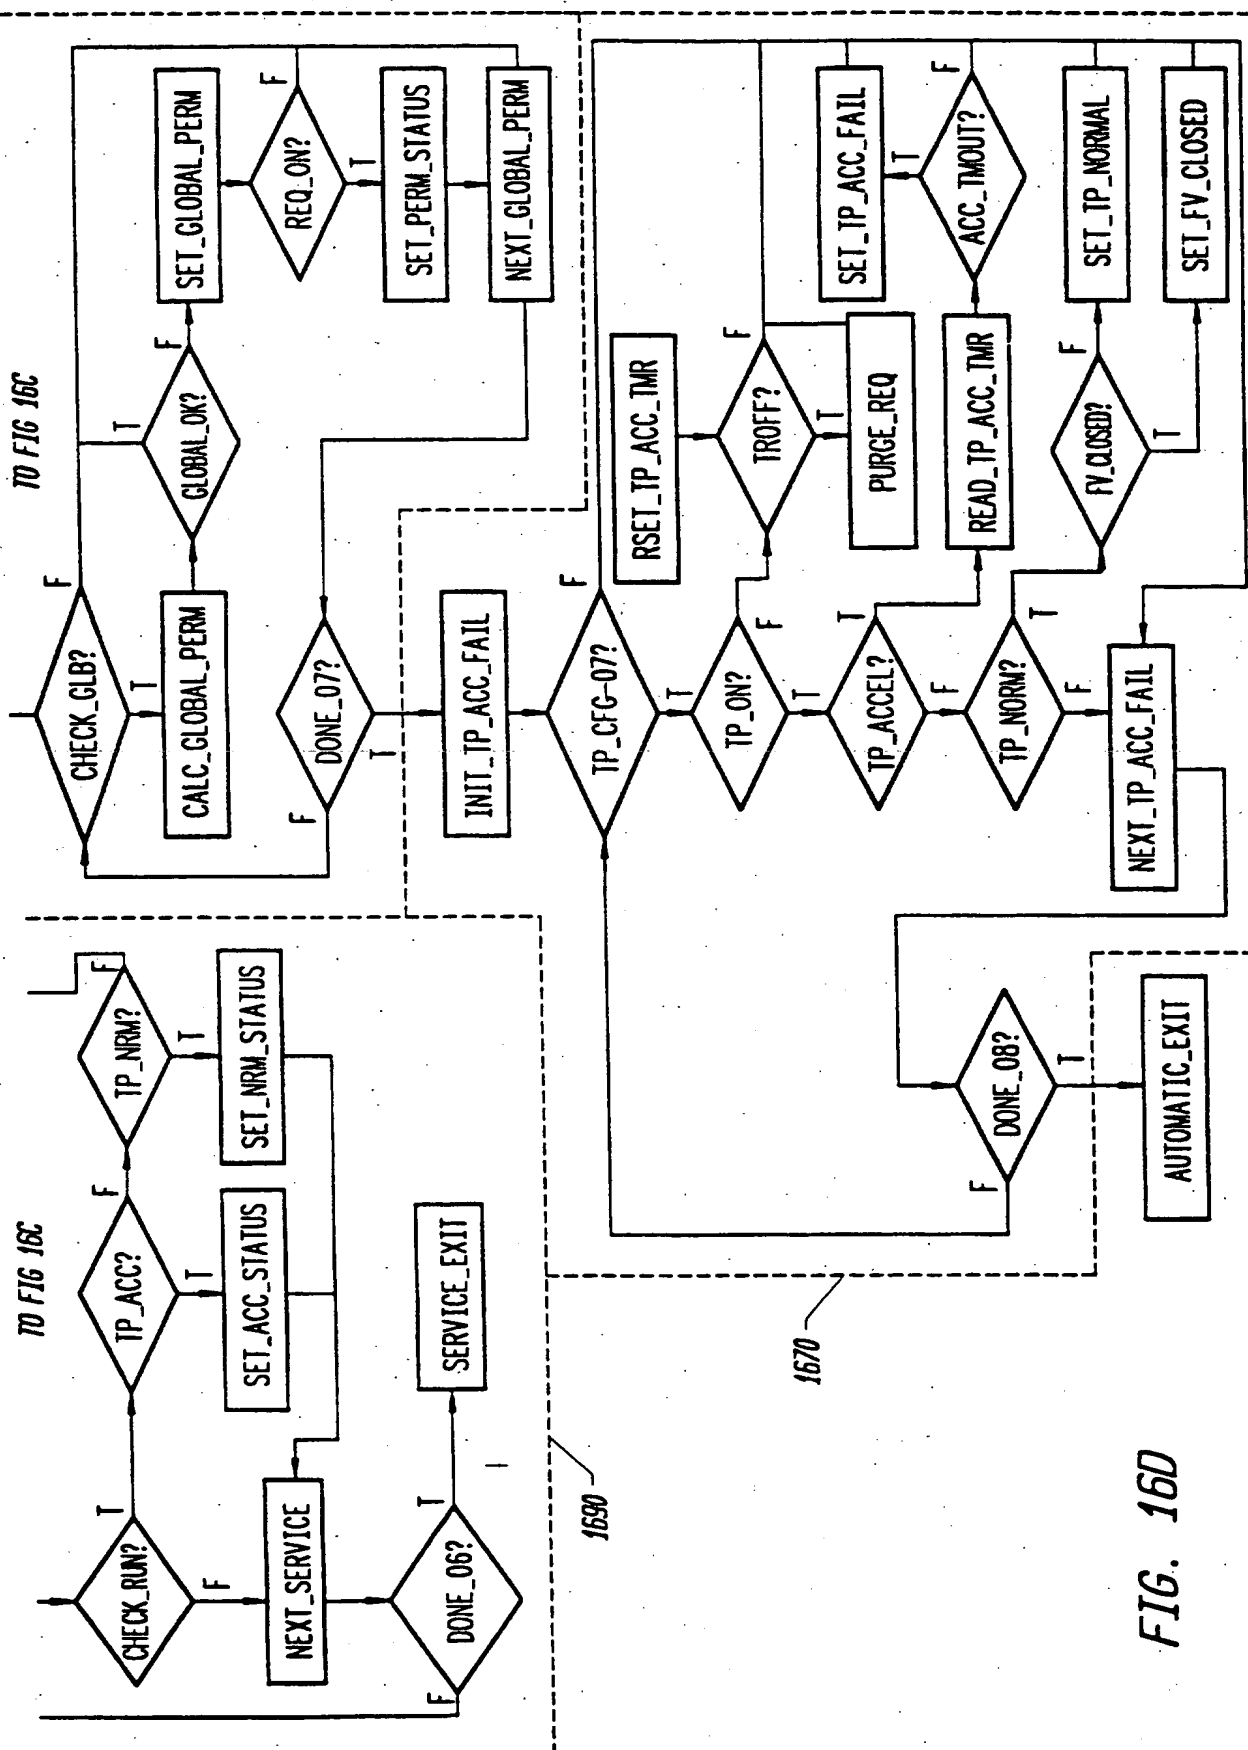 TO FIG 16C
TO FIG 16C
CHECK_RUN?
T
F
TP_ACC?
F
T
TP_NRM?
F
T
SET_ACC_STATUS
SET_NRM_STATUS
NEXT_SERVICE
DONE_06?
F
T
SERVICE_EXIT
CHECK_GLB?
F
T
CALC_GLOBAL_PERM
GLOBAL_OK?
T
F
SET_GLOBAL_PERM
REQ_ON?
F
T
SET_PERM_STATUS
NEXT_GLOBAL_PERM
DONE_07?
F
T
INIT_TP_ACC_FAIL
TP_CFG-07?
F
T
RSET_TP_ACC_TMR
TP_ON?
F
T
TROFF?
F
T
PURGE_REQ
TP_ACCEL?
T
F
READ_TP_ACC_TMR
ACC_TMOUT?
F
T
SET_TP_ACC_FAIL
TP_NORM?
T
F
FV_CLOSED?
F
T
SET_TP_NORMAL
SET_FV_CLOSED
NEXT_TP_ACC_FAIL
DONE_08?
F
T
AUTOMATIC_EXIT
1690
1670
FIG. 16D